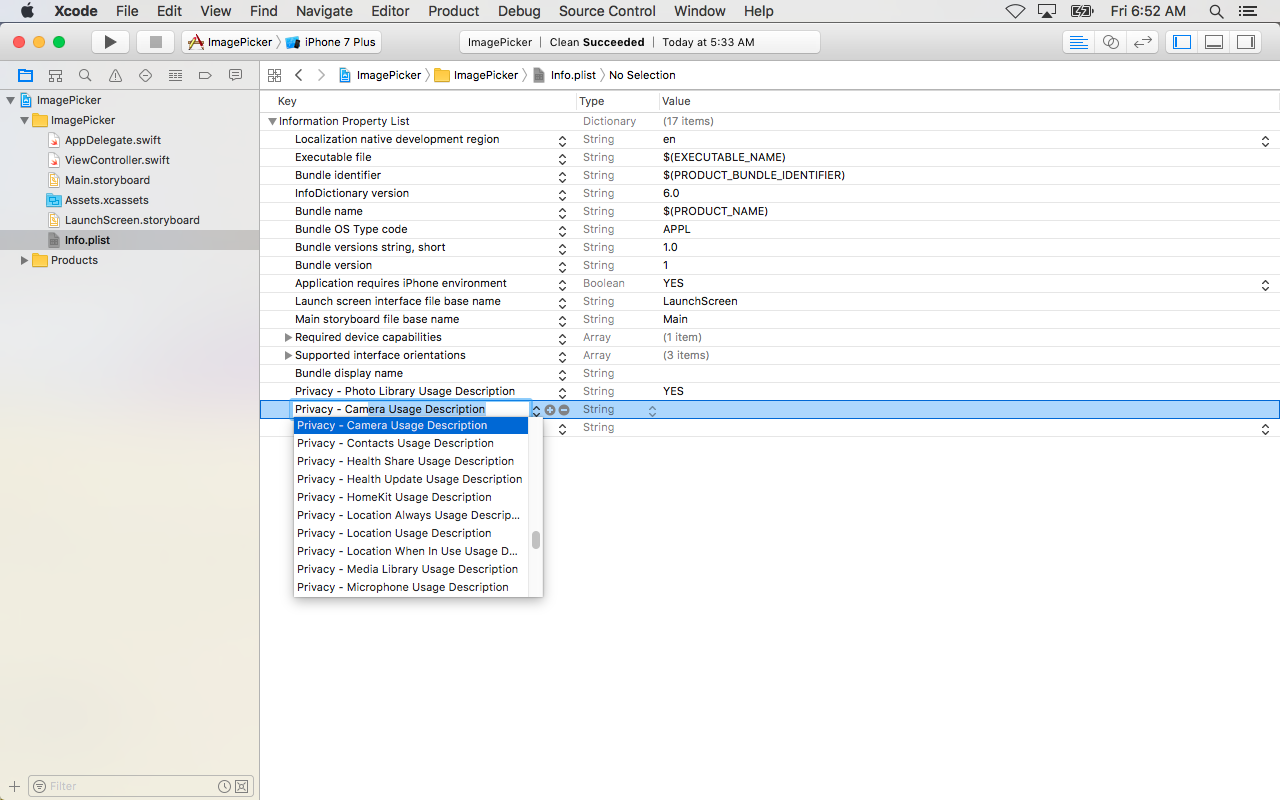 Xcode File Edit View Find Navigate Editor Product Debug Source Control Window Help Fri 6:52 AM
ImagePicker iPhone 7 Plus ImagePicker | Clean Succeeded | Today at 5:33 AM
ImagePicker ImagePicker Info.plist No Selection
ImagePicker
ImagePicker
AppDelegate.swift
ViewController.swift
Main.storyboard
Assets.xcassets
LaunchScreen.storyboard
Info.plist
Products
Filter
Key Type Value
Information Property List Dictionary (17 items)
Localization native development region String en
Executable file String $(EXECUTABLE_NAME)
Bundle identifier String $(PRODUCT_BUNDLE_IDENTIFIER)
InfoDictionary version String 6.0
Bundle name String $(PRODUCT_NAME)
Bundle OS Type code String APPL
Bundle versions string, short String 1.0
Bundle version String 1
Application requires iPhone environment Boolean YES
Launch screen interface file base name String LaunchScreen
Main storyboard file base name String Main
Required device capabilities Array (1 item)
Supported interface orientations Array (3 items)
Bundle display name String
Privacy - Photo Library Usage Description String YES
Privacy - Camera Usage Description String
Privacy - Camera Usage Description String
Privacy - Contacts Usage Description
Privacy - Health Share Usage Description
Privacy - Health Update Usage Description
Privacy - HomeKit Usage Description
Privacy - Location Always Usage Descrip...
Privacy - Location Usage Description
Privacy - Location When In Use Usage D...
Privacy - Media Library Usage Description
Privacy - Microphone Usage Description